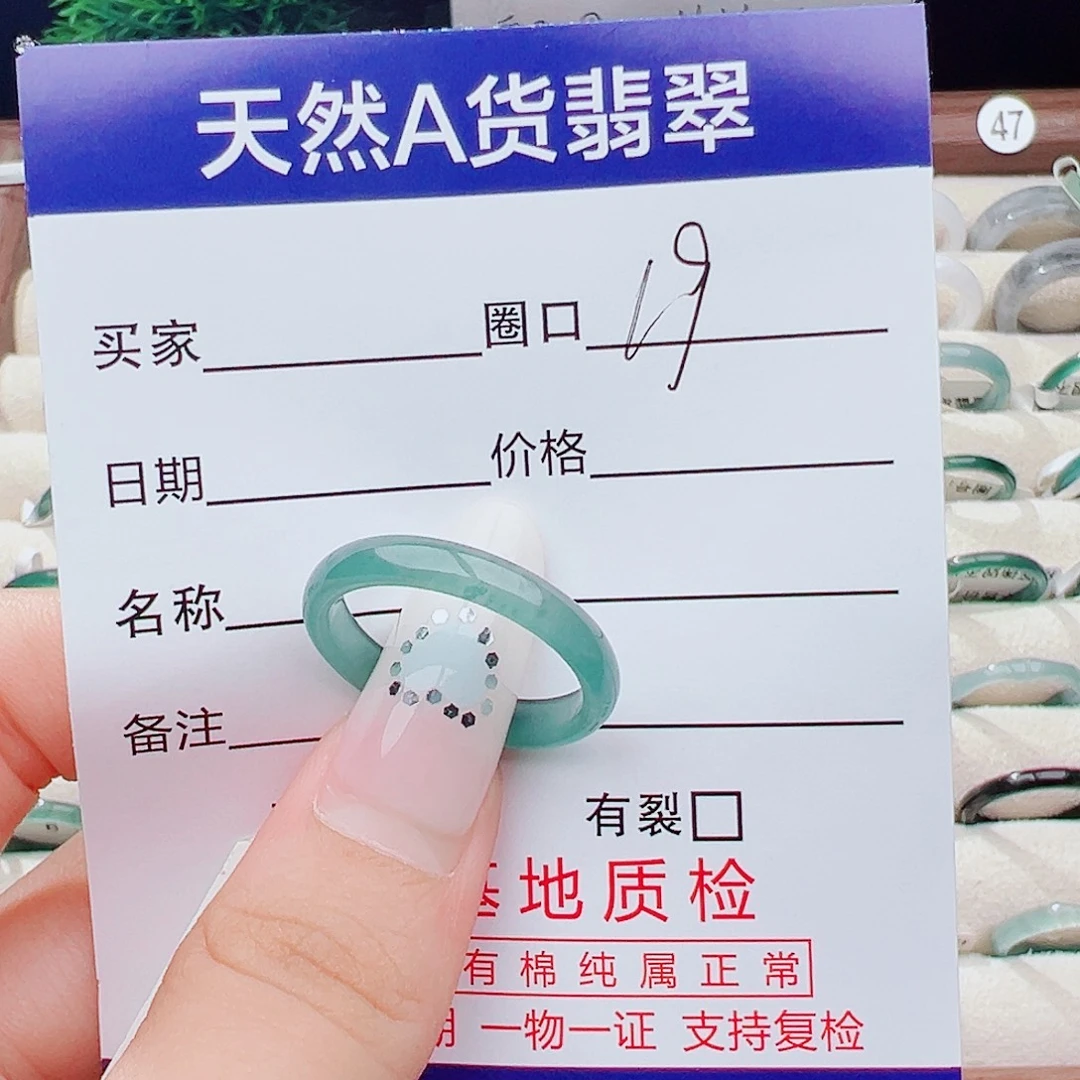 天然A货翡翠
47
买家 圈口 19
日期 价格
名称
备注
有裂
基地质检
有棉纯属正常
期 一物一证 支持复检